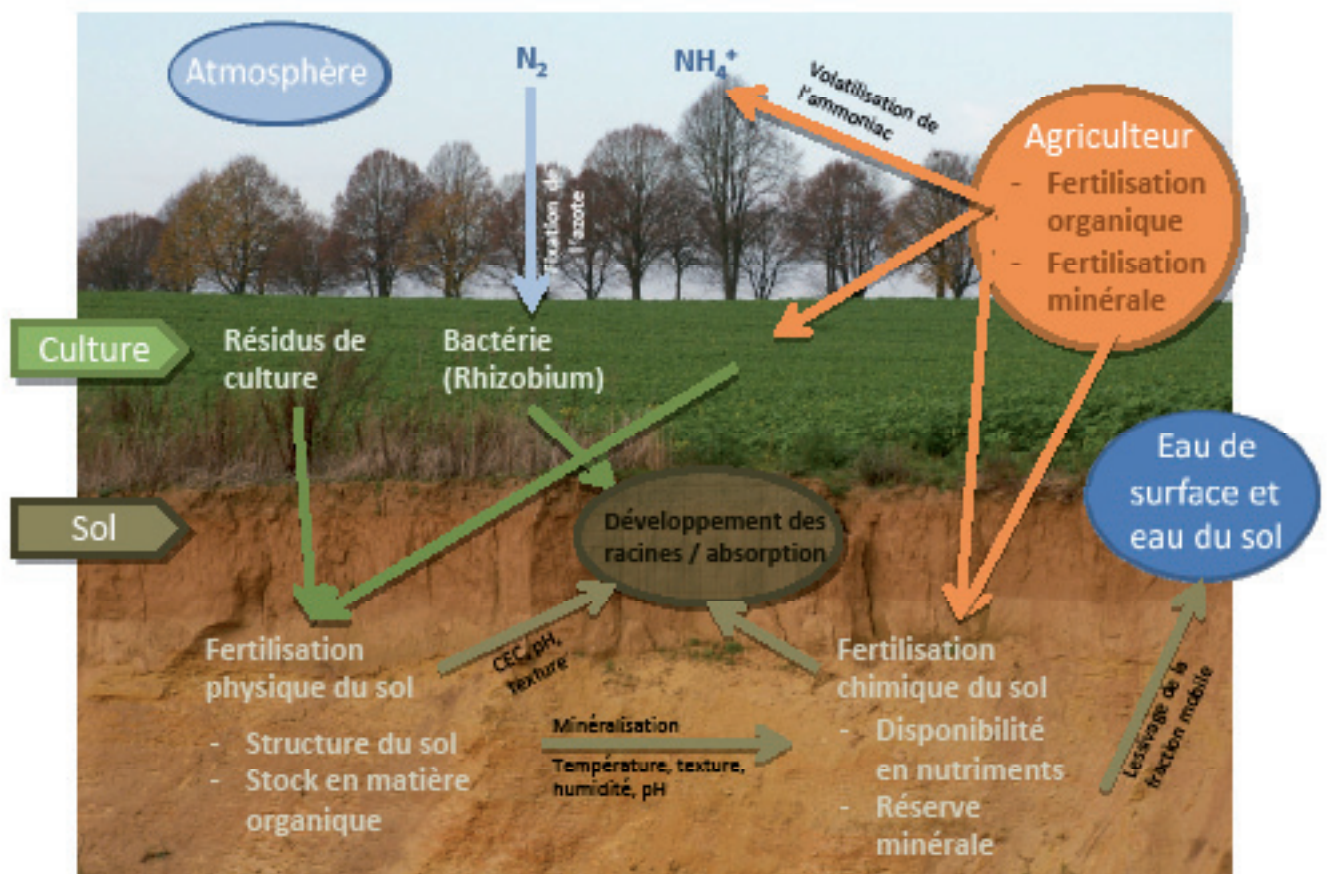 Atmosphère
N₂
NH₄⁺
Volatilisation de
l'ammoniac
Agriculteur
- Fertilisation
organique
- Fertilisation
minérale
Fixation de
l'azote
Culture
Résidus de
culture
Bactérie
(Rhizobium)
Eau de
surface et
eau du sol
Sol
Développement des
racines / absorption
Fertilisation
physique du sol
- Structure du sol
- Stock en matière
organique
CEC, pH,
texture
Minéralisation
Température, texture,
humidité, pH
Fertilisation
chimique du sol
- Disponibilité
en nutriments
- Réserve
minérale
Lessivage de la
fraction mobile